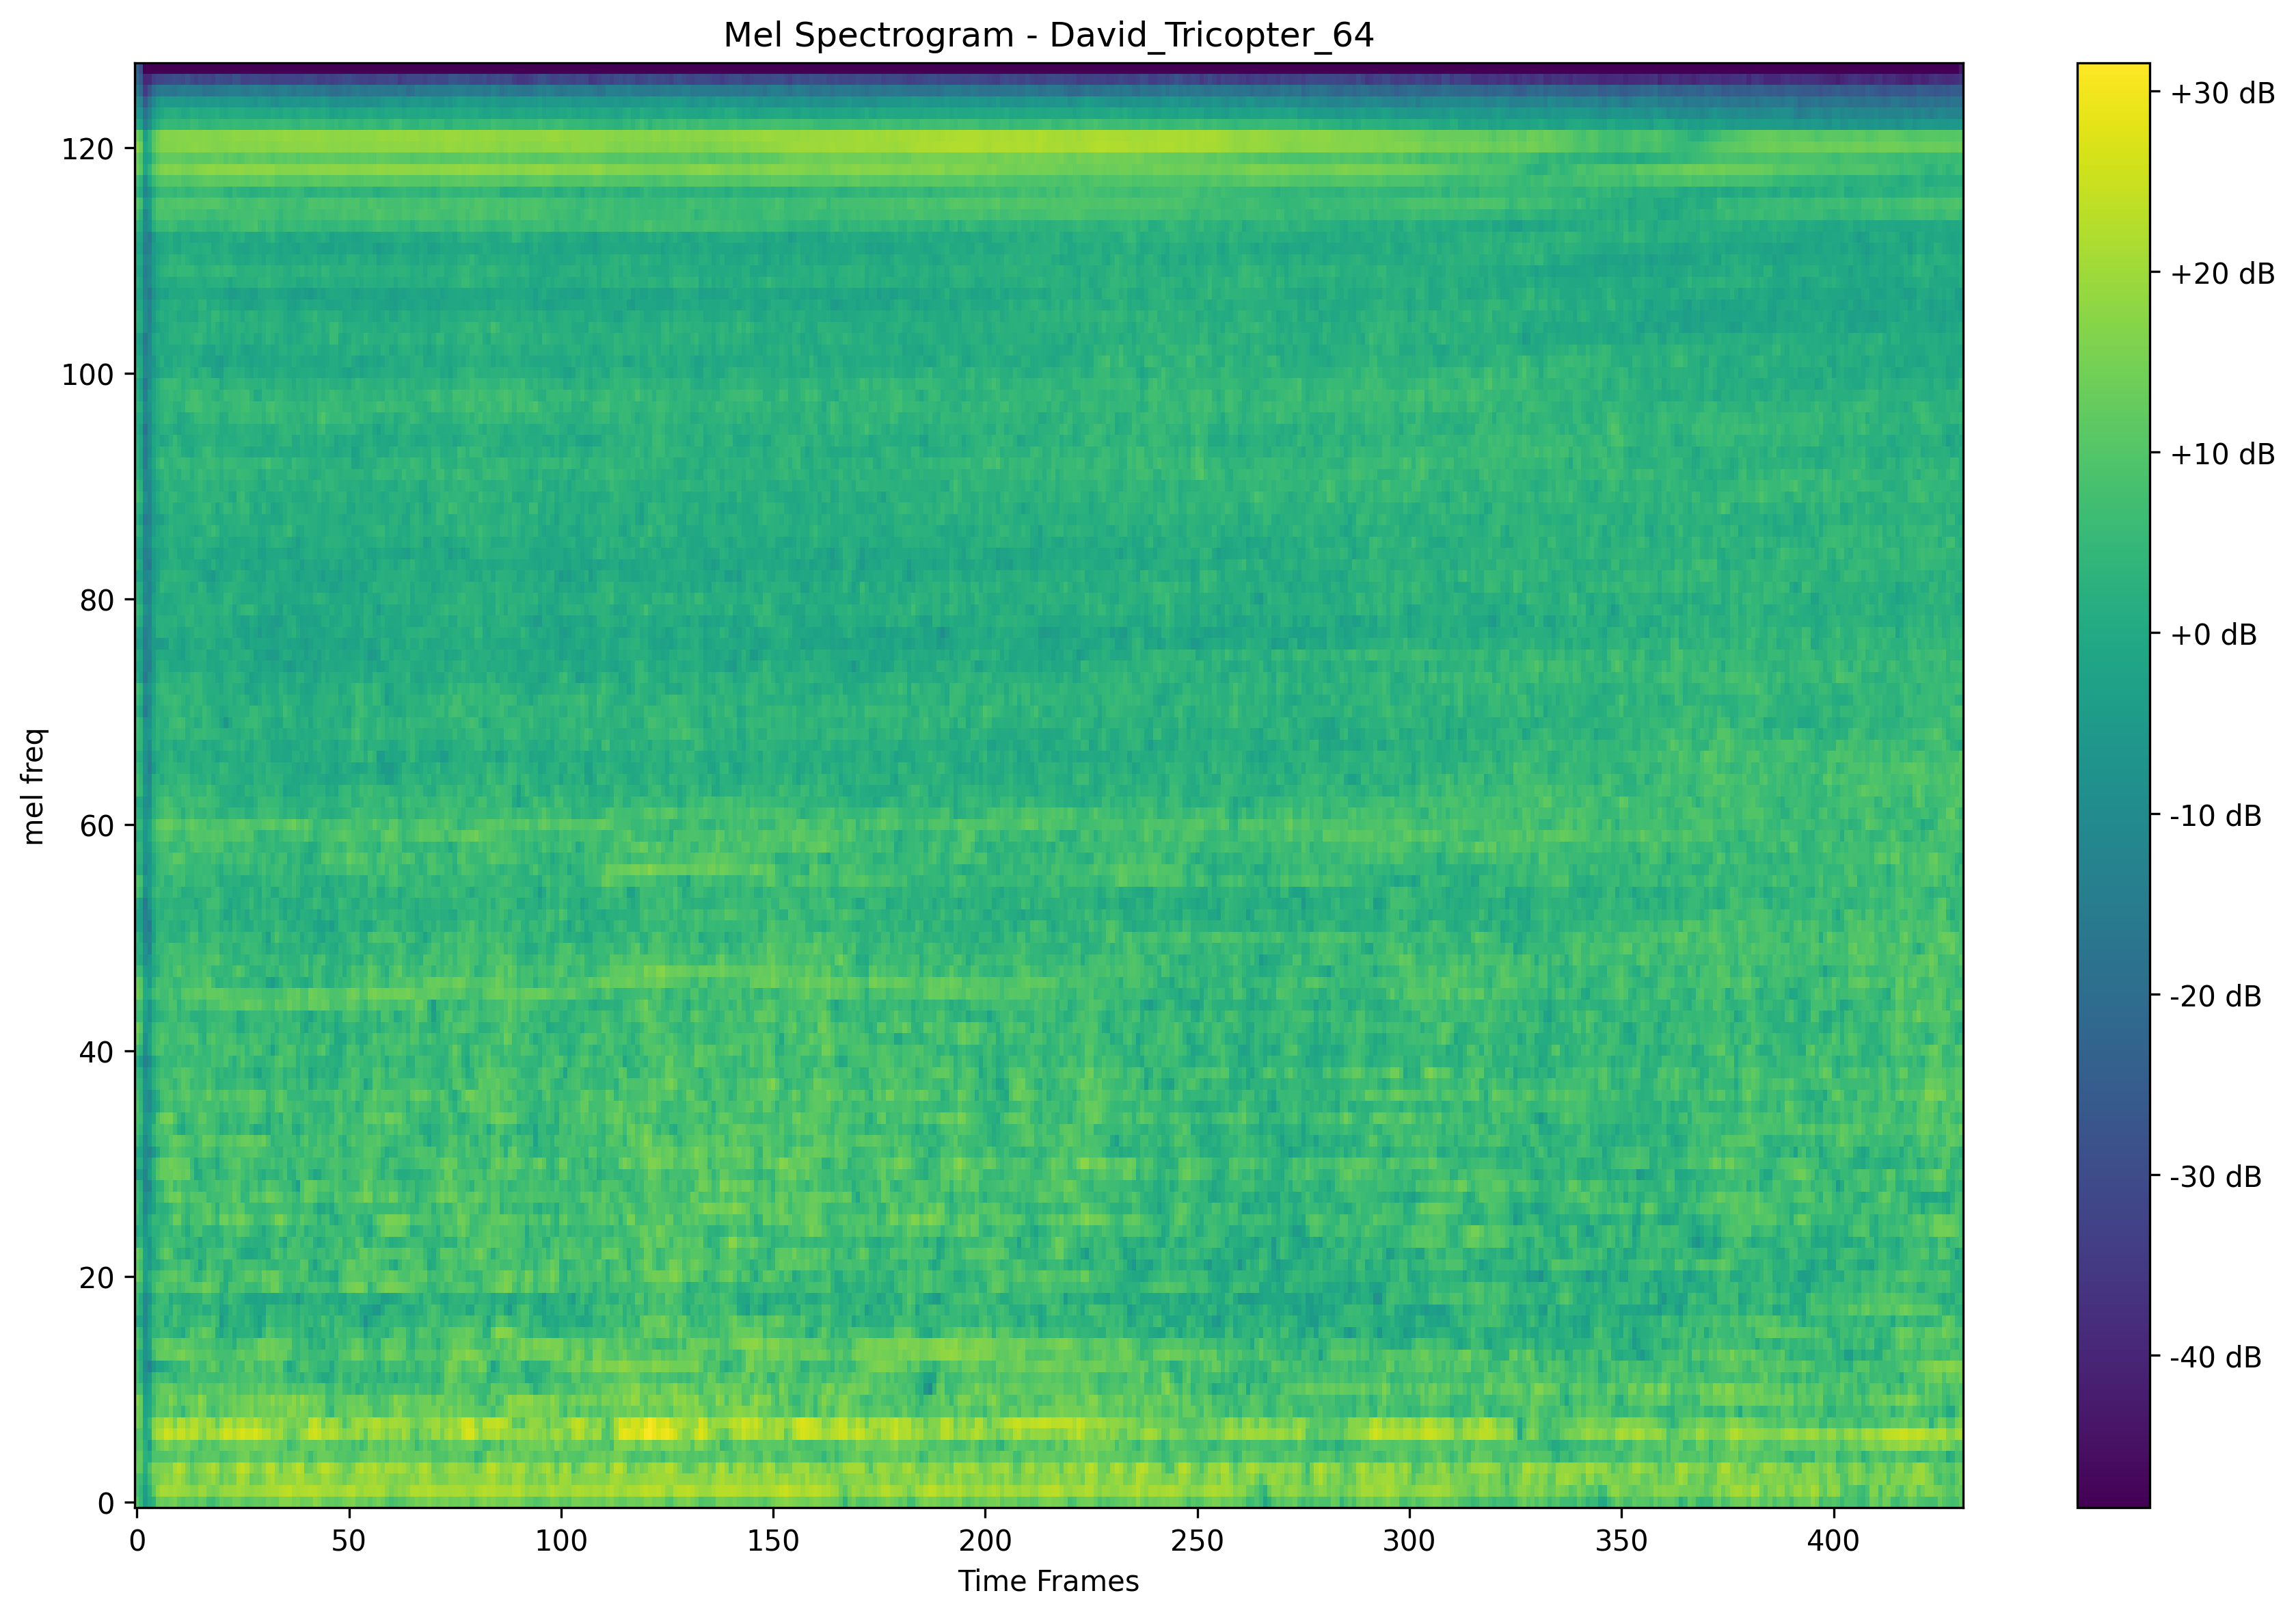 Mel Spectrogram - David_Tricopter_64
mel freq
120
100
80
60
40
20
0
0 50 100 150 200 250 300 350 400
Time Frames
+30 dB
+20 dB
+10 dB
+0 dB
-10 dB
-20 dB
-30 dB
-40 dB